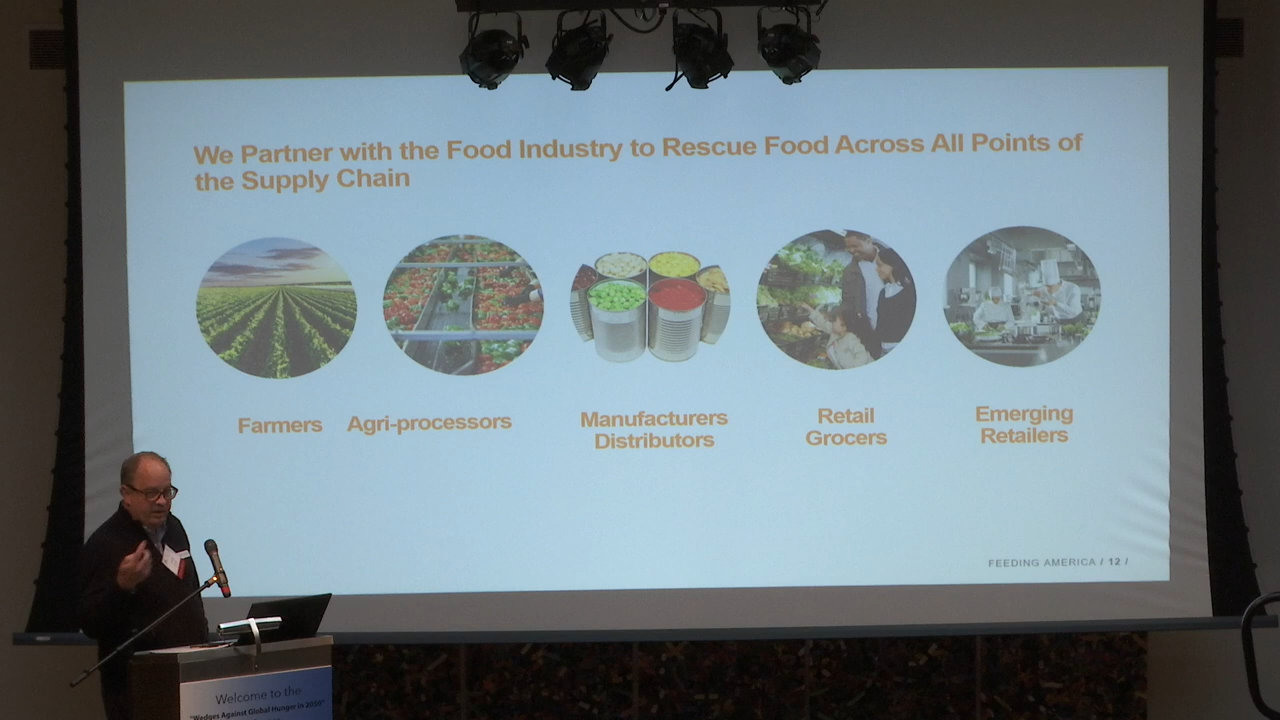 We Partner with the Food Industry to Rescue Food Across All Points of
the Supply Chain
Farmers
Agri-processors
Manufacturers
Distributors
Retail
Grocers
Emerging
Retailers
FEEDING AMERICA / 12 /
Welcome to the
"Wedges Against Global Hunger in 2050"